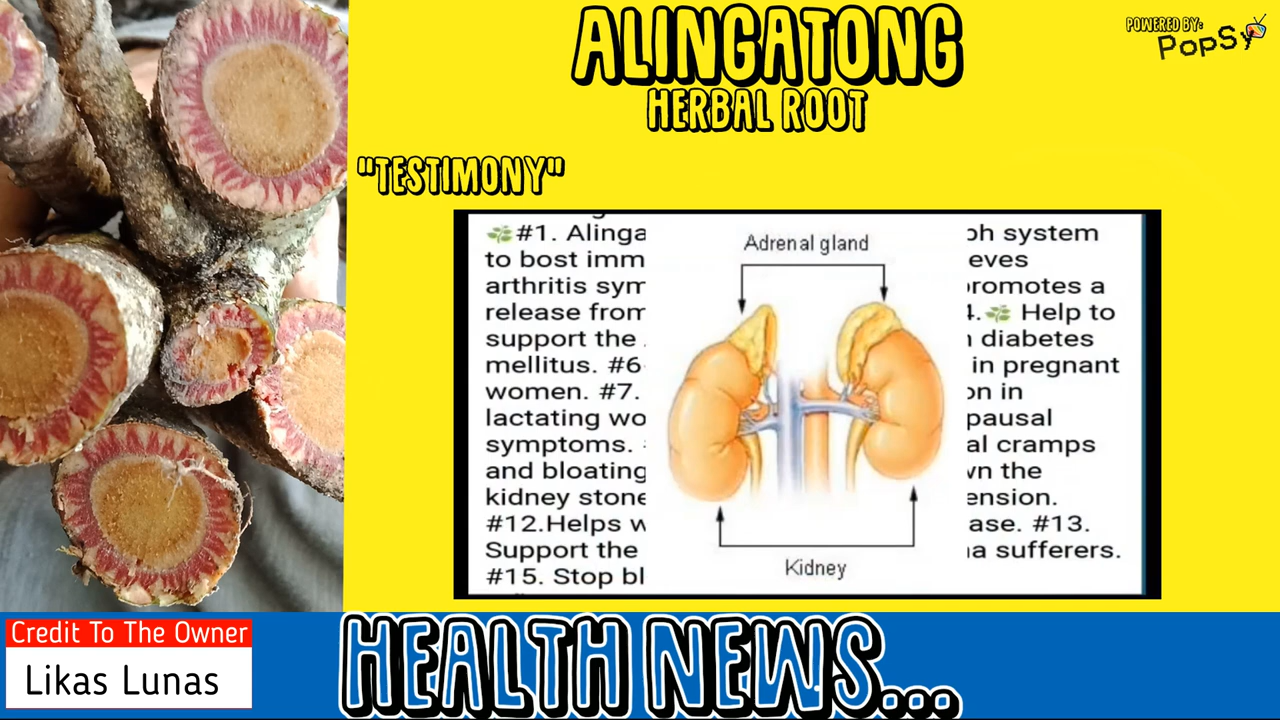 ALINGATONG
HERBAL ROOT
POWERED BY:
PopSy
"TESTIMONY"
#1. Alinga
to bost imm
arthritis sym
release from
support the
mellitus. #6
women. #7.
lactating wo
symptoms.
and bloating
kidney stone
#12.Helps w
Support the
#15. Stop bl
Adrenal gland
Kidney
ph system
eves
promotes a
4. Help to
diabetes
in pregnant
on in
pausal
al cramps
wn the
ension.
ase. #13.
a sufferers.
Credit To The Owner
Likas Lunas
HEALTH NEWS...